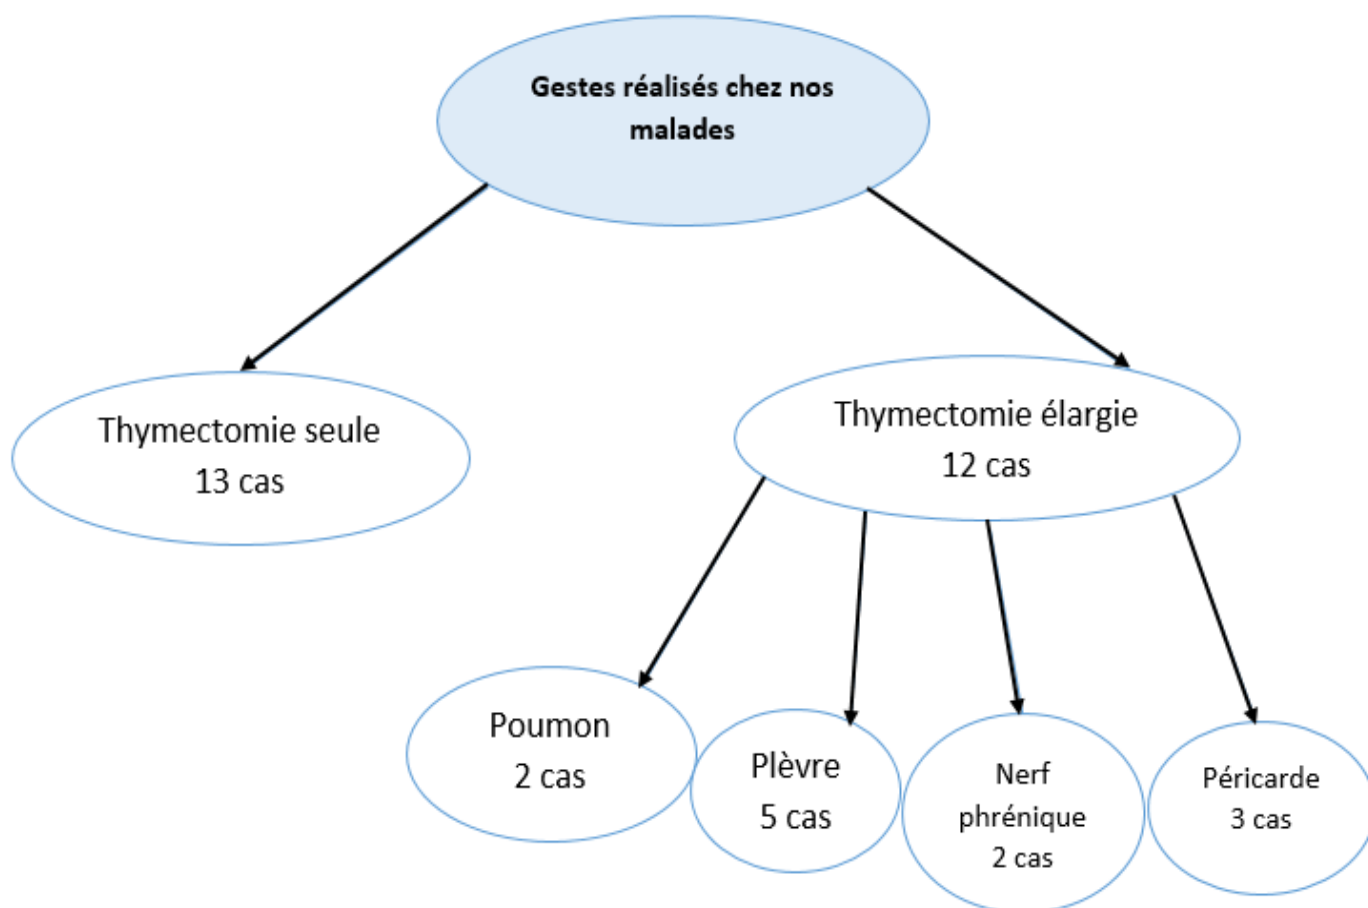 Gestes réalisés chez nos
malades
Thymectomie seule
13 cas
Thymectomie élargie
12 cas
Poumon
2 cas
Plèvre
5 cas
Nerf
phrénique
2 cas
Péricarde
3 cas